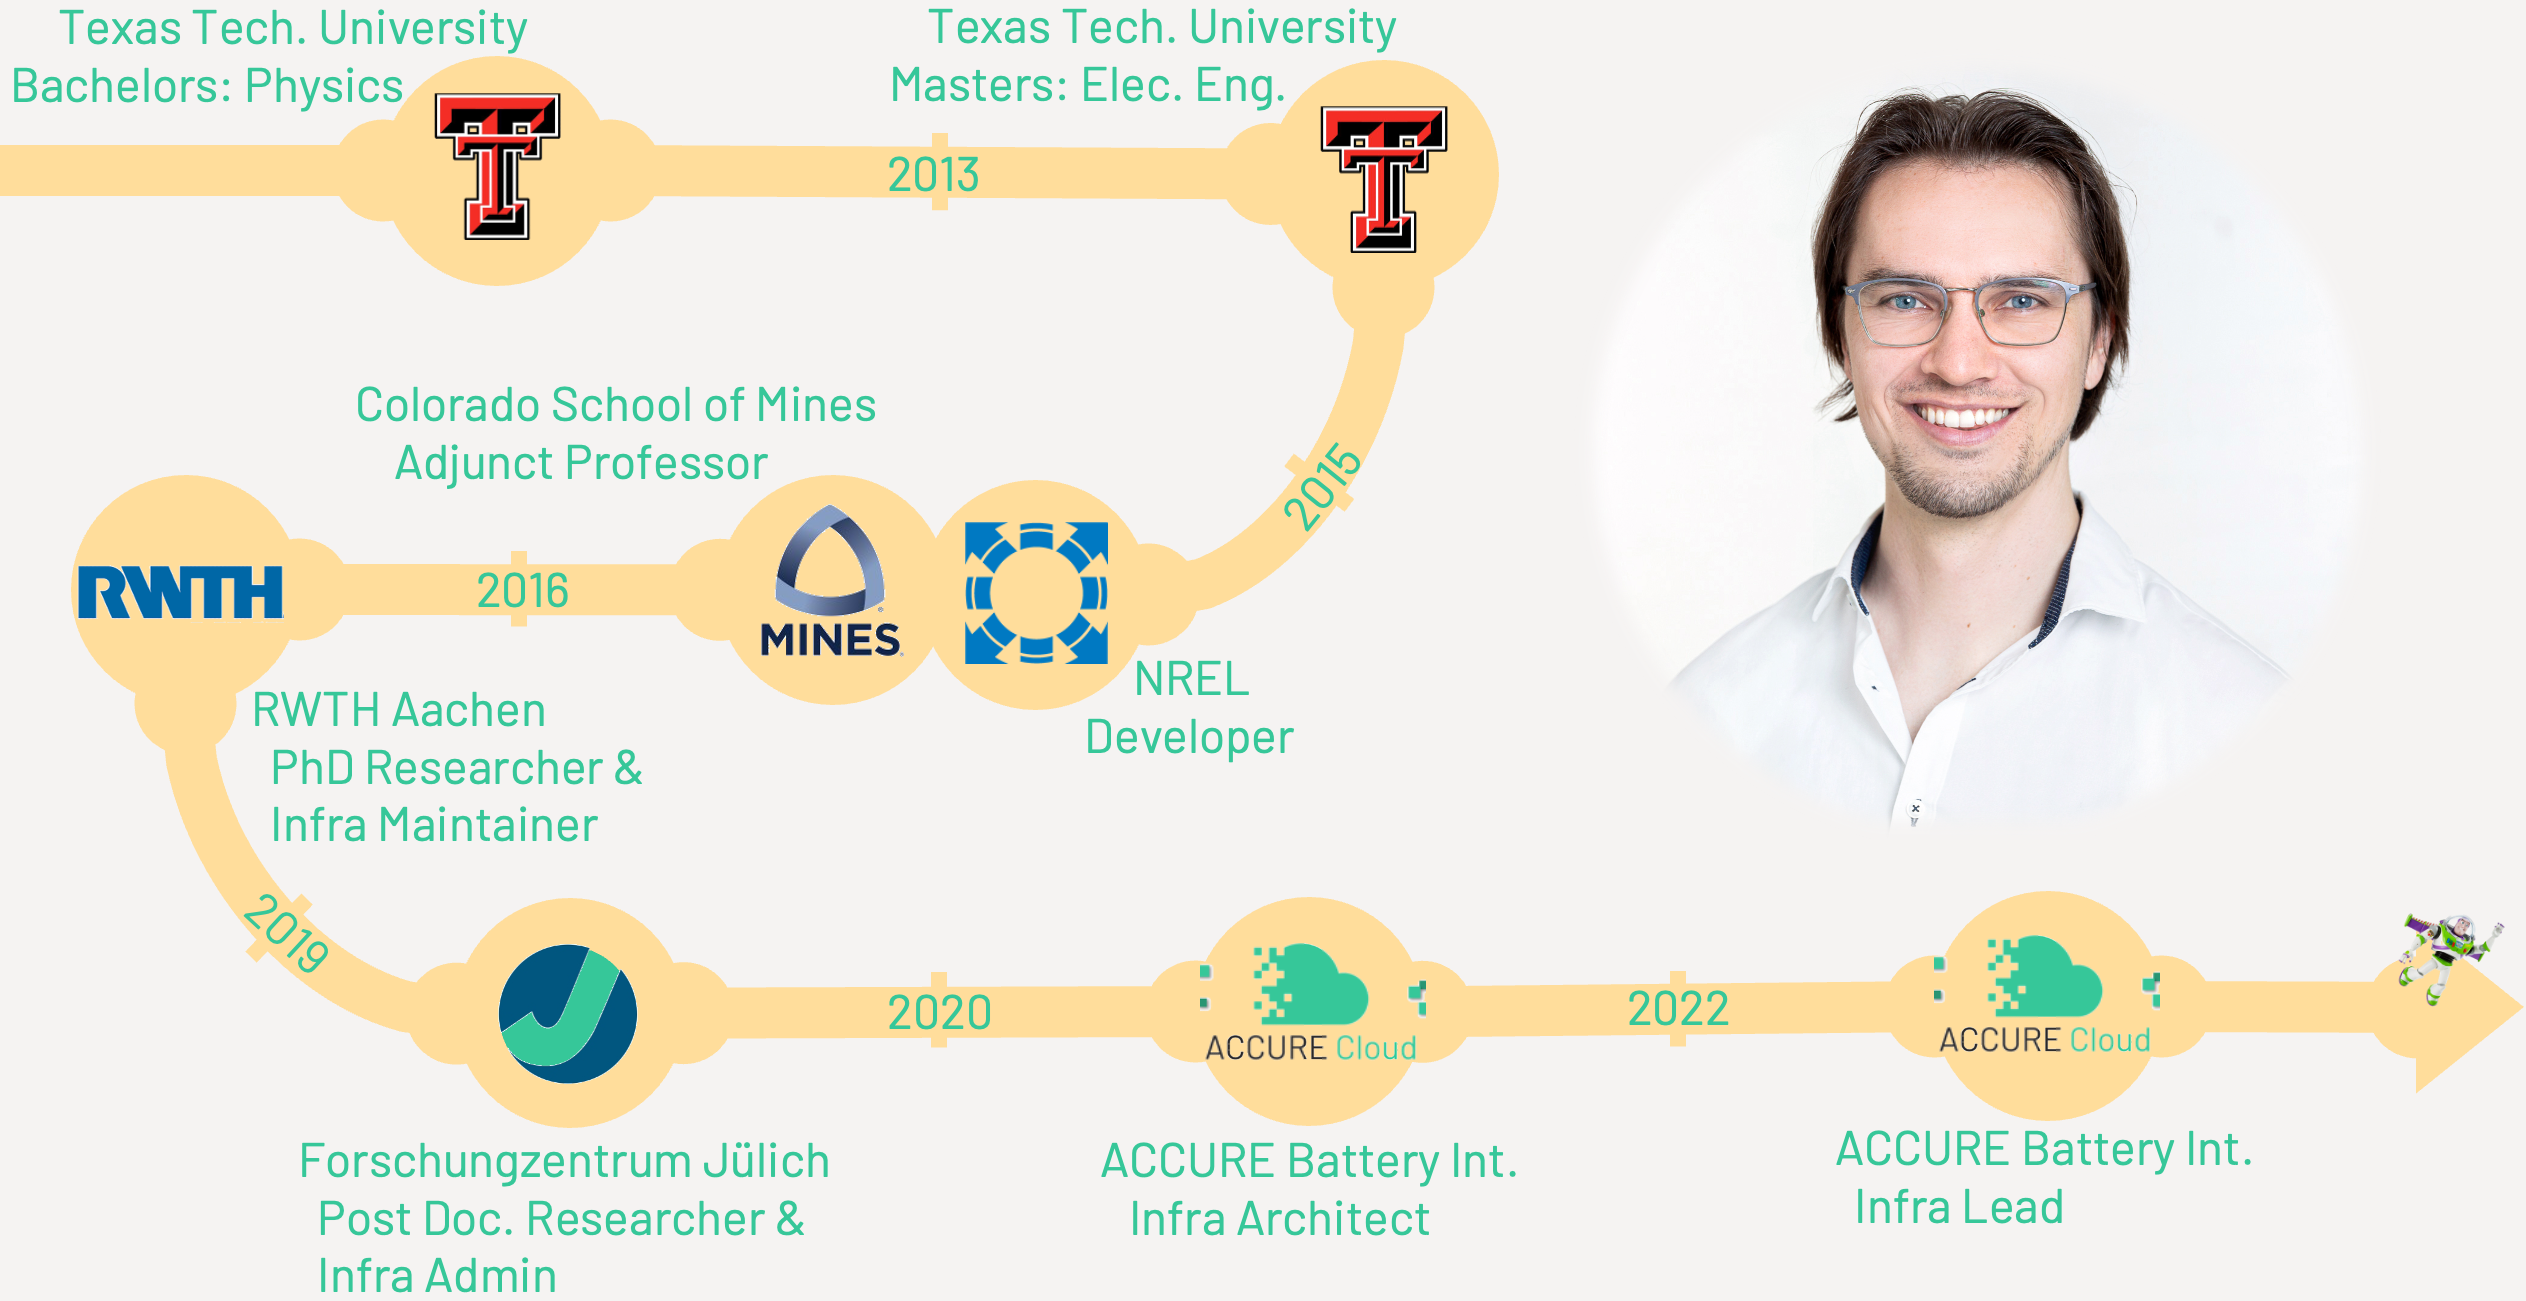 Texas Tech. University
Bachelors: Physics
Texas Tech. University
Masters: Elec. Eng.
2013
2015
Colorado School of Mines
Adjunct Professor
MINES
NREL
Developer
2016
RWTH
RWTH Aachen
PhD Researcher &
Infra Maintainer
2019
Forschungzentrum Jülich
Post Doc. Researcher &
Infra Admin
2020
ACCURE Cloud
ACCURE Battery Int.
Infra Architect
2022
ACCURE Cloud
ACCURE Battery Int.
Infra Lead